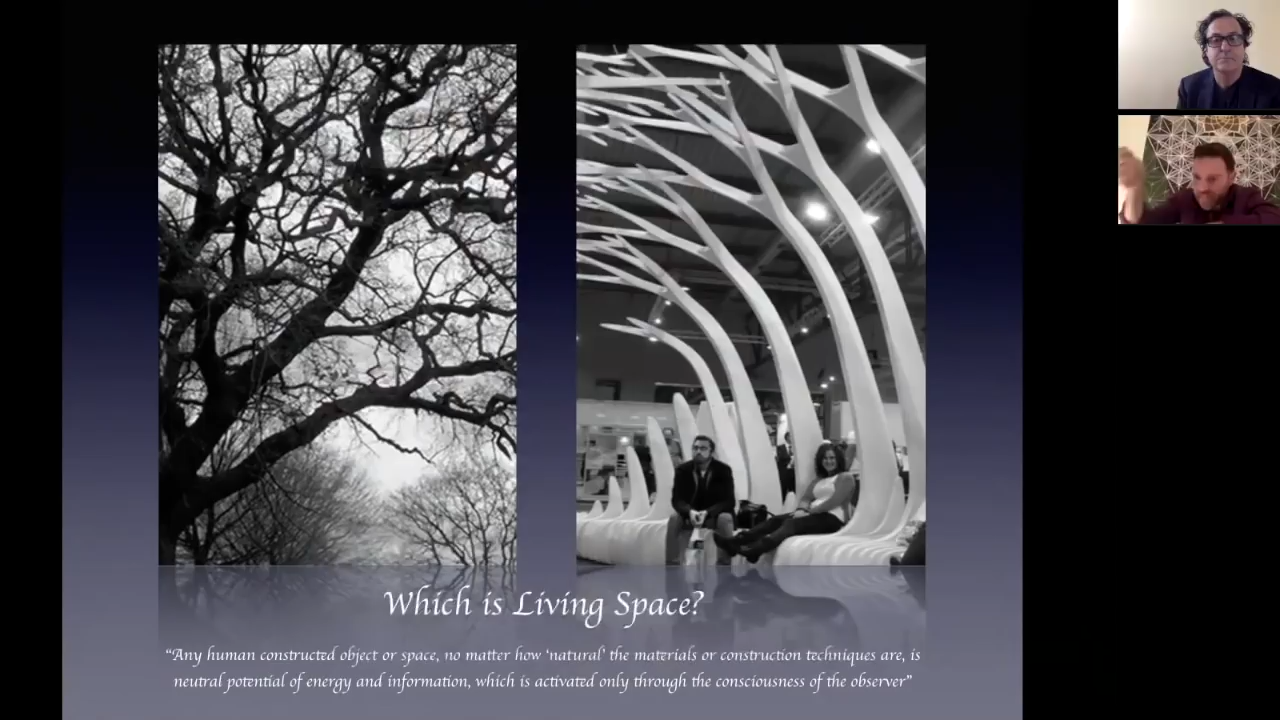 Which is Living Space?
"Any human constructed object or space, no matter how 'natural' the materials or construction techniques are, is
neutral potential of energy and information, which is activated only through the consciousness of the observer"